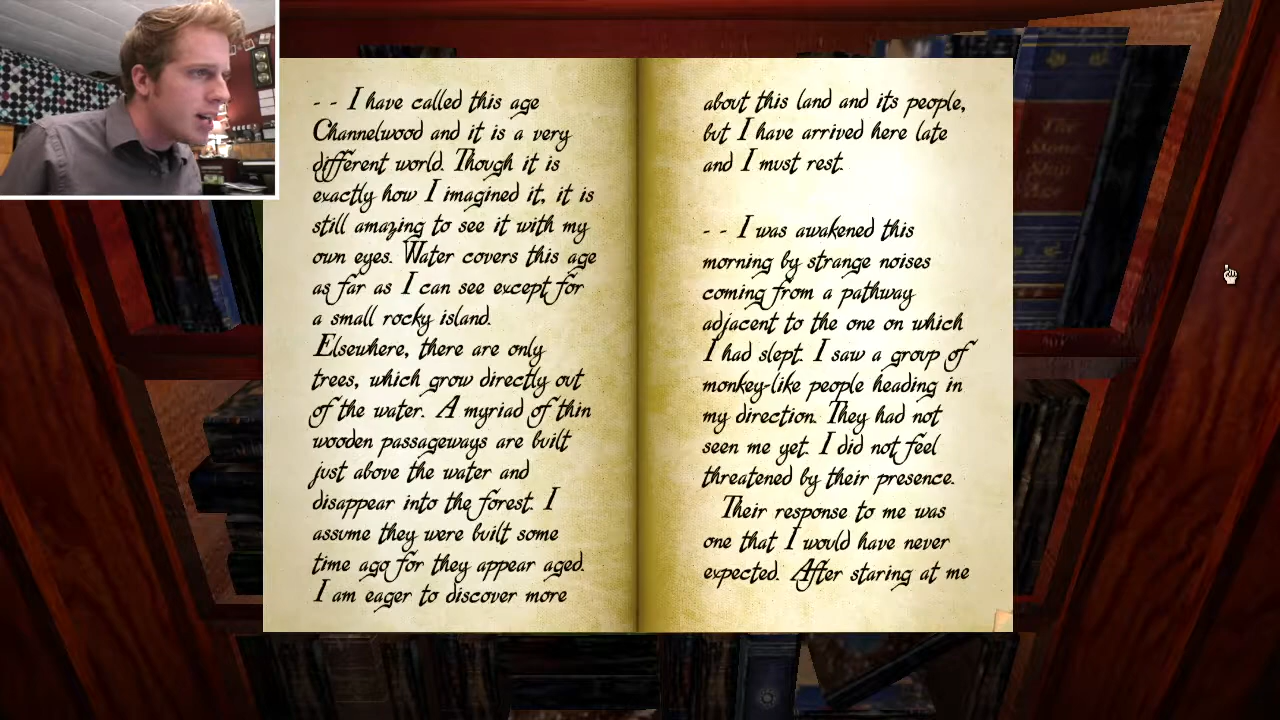 -- I have called this age
Channelwood and it is a very
different world. Though it is
exactly how I imagined it, it is
still amazing to see it with my
own eyes. Water covers this age
as far as I can see except for
a small rocky island.
Elsewhere, there are only
trees, which grow directly out
of the water. A myriad of thin
wooden passageways are built
just above the water and
disappear into the forest. I
assume they were built some
time ago for they appear aged.
I am eager to discover more
about this land and its people,
but I have arrived here late
and I must rest.
-- I was awakened this
morning by strange noises
coming from a pathway
adjacent to the one on which
I had slept. I saw a group of
monkey-like people heading in
my direction. They had not
seen me yet. I did not feel
threatened by their presence.
Their response to me was
one that I would have never
expected. After staring at me